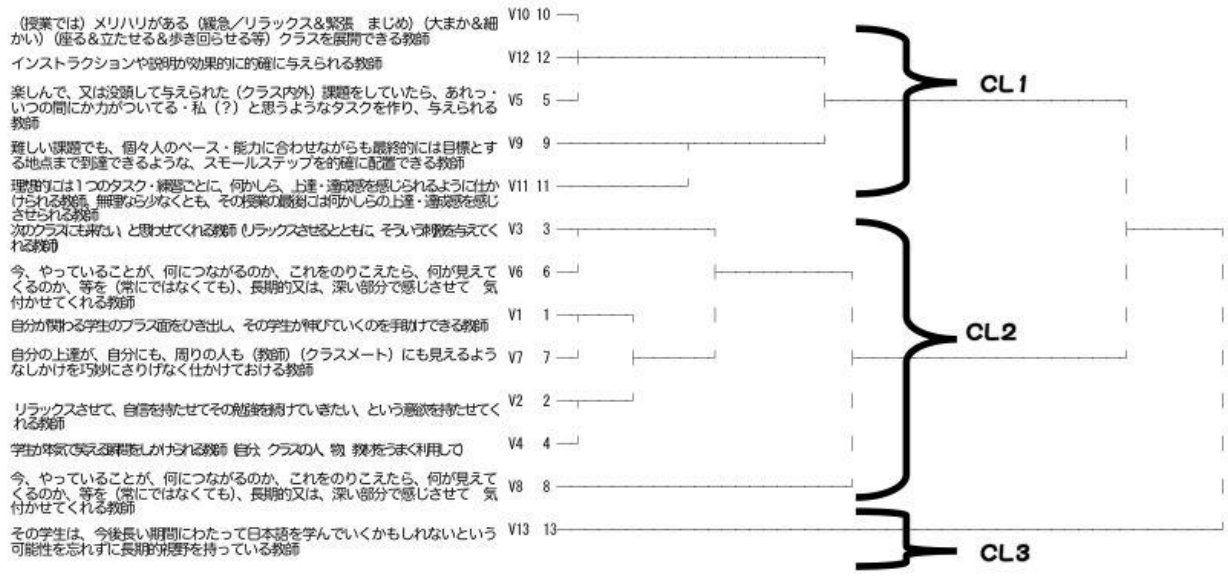 （授業では）メリハリがある（緩急／リラックス&緊張　まじめ）（大まか&細
かい）（座る&立たせる&歩き回らせる等）クラスを展開できる教師
V10 10
インストラクションや説明が効果的に的確に与えられる教師
V12 12
楽しんで、又は没頭して与えられた（クラス内外）課題をしていたら、あれっ・
いつの間にか力がついてる・私（？）と思うようなタスクを作り、与えられる
教師
V5 5
難しい課題でも、個々人のペース・能力に合わせながらも最終的には目標とす
る地点まで到達できるような、スモールステップを的確に配置できる教師
V9 9
理想的には１つのタスク・練習ごとに、何かしら、上達・達成感を感じられるように仕か
けられる教師。無理なら少なくとも、その授業の最後には何かしらの上達・達成感を感じ
させられる教師
V11 11
CL1
次のクラスにも来たい、と思わせてくれる教師（リラックスさせるとともに、そういう刺激を与えてく
れる教師）
V3 3
今、やっていることが、何につながるのか、これをのりこえたら、何が見えて
くるのか、等を（常にではなくても）、長期的又は、深い部分で感じさせて　気
付かせてくれる教師
V6 6
自分が関わる学生のプラス面をひき出し、その学生が伸びていくのを手助けできる教師
V1 1
自分の上達が、自分にも、周りの人も（教師）（クラスメート）にも見えるよう
なしかけを巧妙にさりげなく仕かけておける教師
V7 7
リラックスさせて、自信を持たせてその勉強を続けていきたい、という意欲を持たせてく
れる教師
V2 2
学生が本気で笑える瞬間をしかけられる教師（自分、クラスの人、物、教材をうまく利用して）
V4 4
今、やっていることが、何につながるのか、これをのりこえたら、何が見えて
くるのか、等を（常にではなくても）、長期的又は、深い部分で感じさせて　気
付かせてくれる教師
V8 8
CL2
その学生は、今後長い期間にわたって日本語を学んでいくかもしれないという
可能性を忘れずに長期的視野を持っている教師
V13 13
CL3